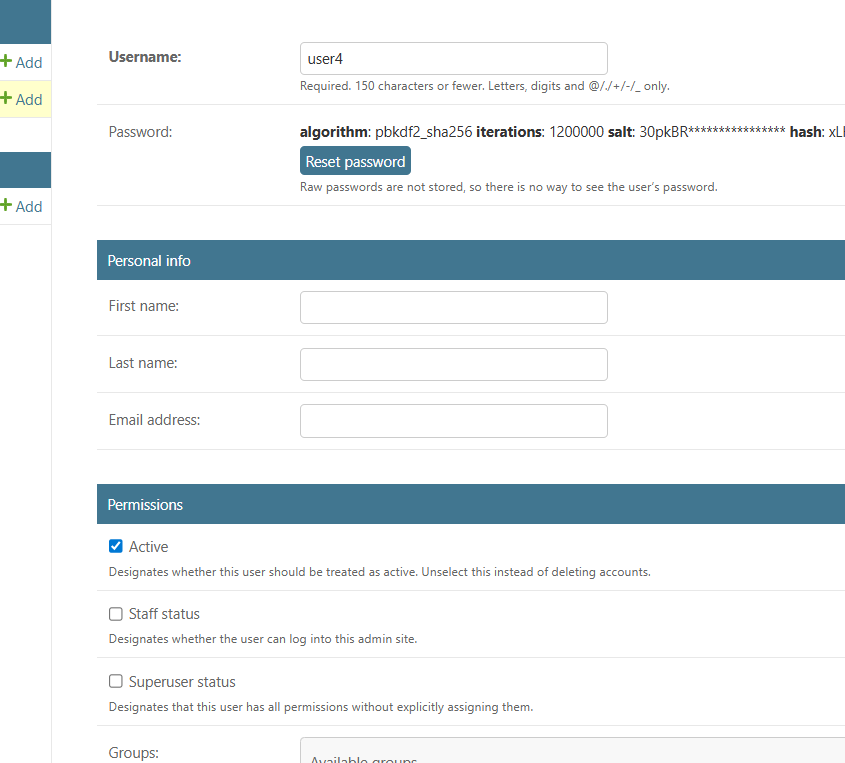 Add
Add
Add
Username:
user4
Required. 150 characters or fewer. Letters, digits and @/./+/-/_ only.
Password:
algorithm: pbkdf2_sha256 iterations: 1200000 salt: 30pkBR**************** hash:
Reset password
Raw passwords are not stored, so there is no way to see the user's password.
Personal info
First name:
Last name:
Email address:
Permissions
Active
Designates whether this user should be treated as active. Unselect this instead of deleting accounts.
Staff status
Designates whether the user can log into this admin site.
Superuser status
Designates that this user has all permissions without explicitly assigning them.
Groups:
Available groups